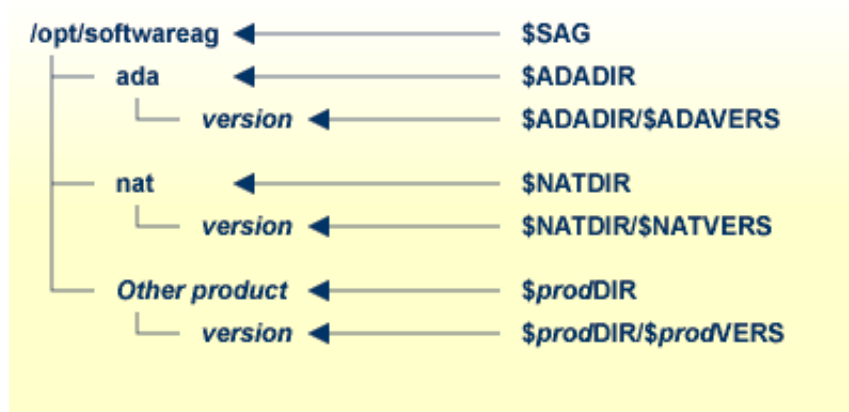 /opt/softwareag $SAG
ada $ADADIR
version $ADADIR/$ADAVERS
nat $NATDIR
version $NATDIR/$NATVERS
Other product $prodDIR
version $prodDIR/$prodVERS